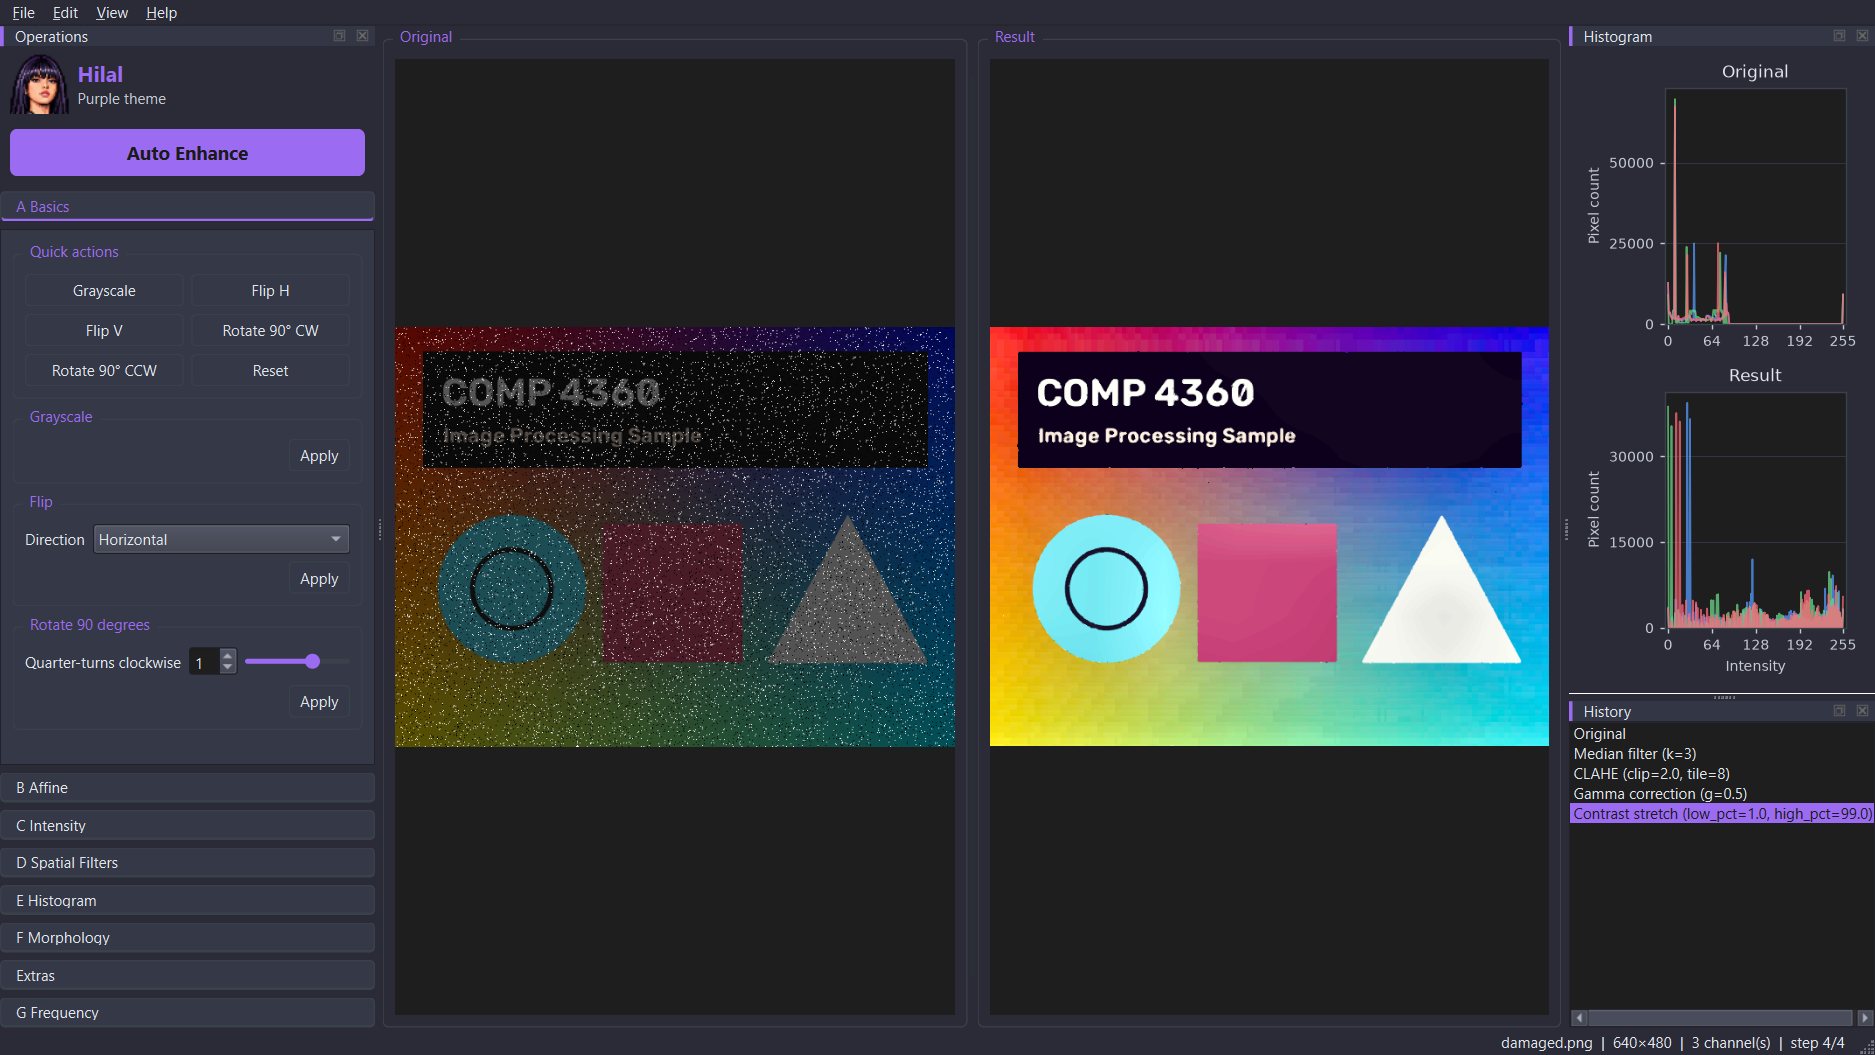 File Edit View Help
Operations
Hilal
Purple theme
Auto Enhance
A Basics
Quick actions
Grayscale Flip H
Flip V Rotate 90° CW
Rotate 90° CCW Reset
Grayscale
Apply
Flip
Direction Horizontal
Apply
Rotate 90 degrees
Quarter-turns clockwise 1
Apply
B Affine
C Intensity
D Spatial Filters
E Histogram
F Morphology
Extras
G Frequency
Original
COMP 4360
Image Processing Sample
Result
COMP 4360
Image Processing Sample
Histogram
Original
Pixel count
50000
25000
0
0 64 128 192 255
Result
Pixel count
30000
15000
0
0 64 128 192 255
Intensity
History
Original
Median filter (k=3)
CLAHE (clip=2.0, tile=8)
Gamma correction (g=0.5)
Contrast stretch (low_pct=1.0, high_pct=99.0)
damaged.png | 640×480 | 3 channel(s) | step 4/4